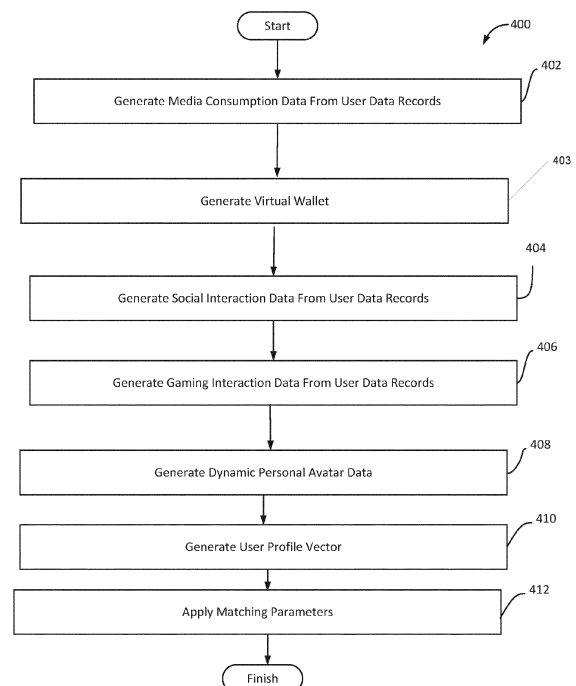 Start
400
402
Generate Media Consumption Data From User Data Records
403
Generate Virtual Wallet
404
Generate Social Interaction Data From User Data Records
406
Generate Gaming Interaction Data From User Data Records
408
Generate Dynamic Personal Avatar Data
410
Generate User Profile Vector
412
Apply Matching Parameters
Finish